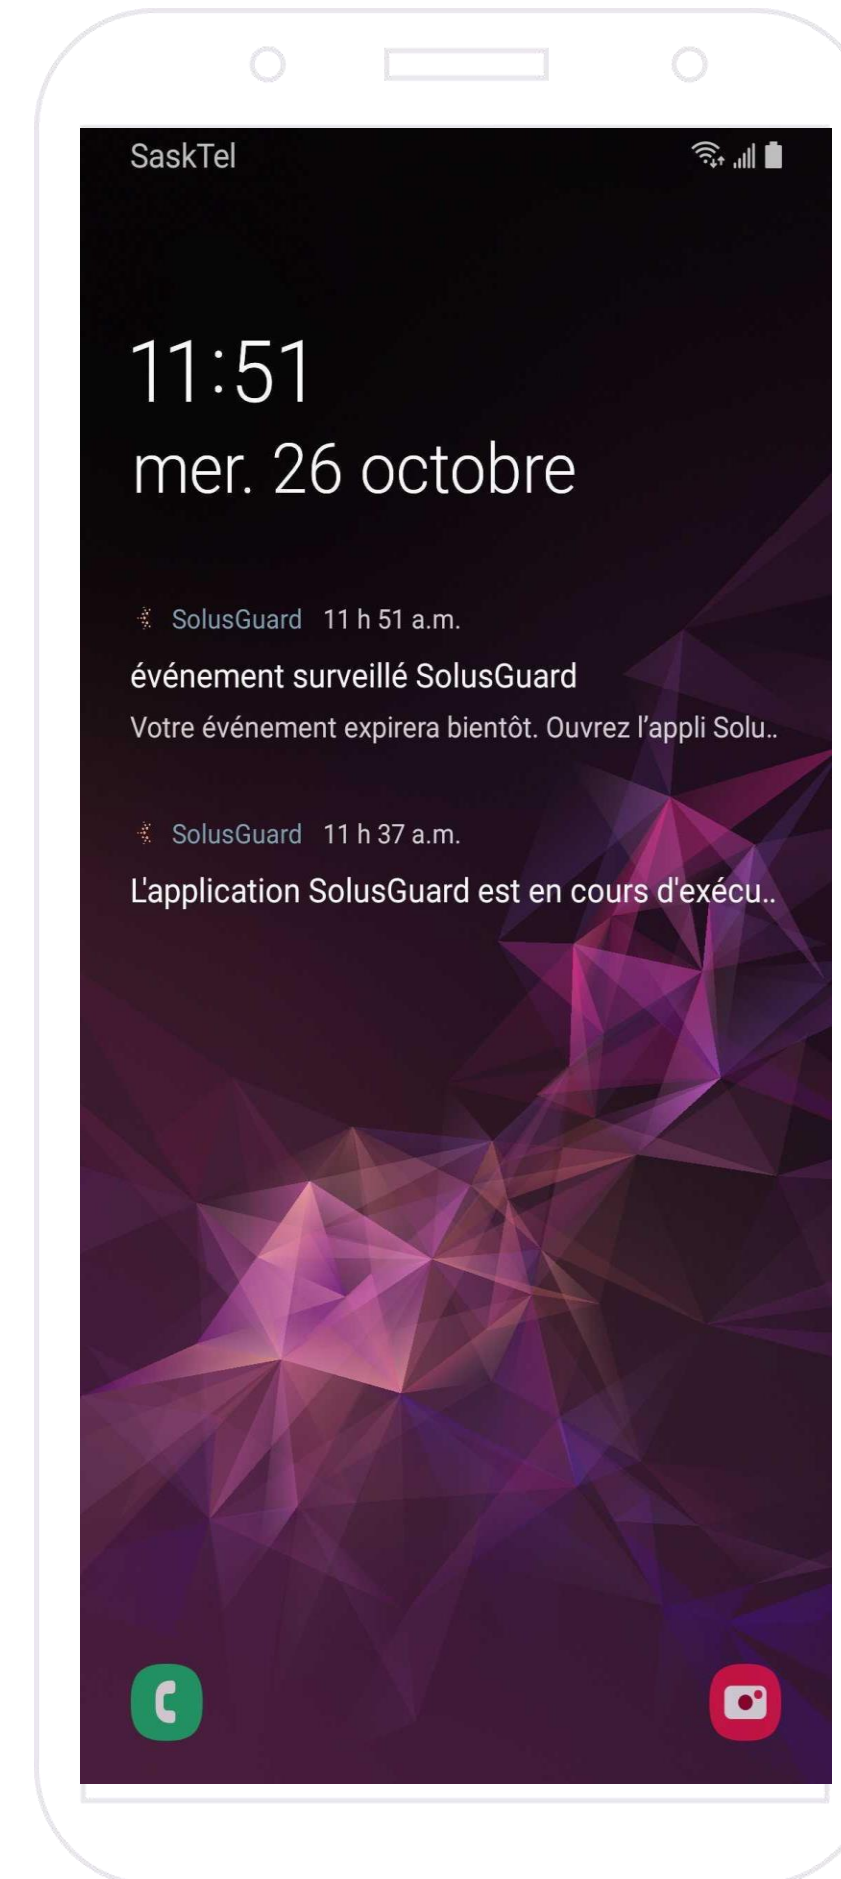 SaskTel
11:51
mer. 26 octobre
SolusGuard 11 h 51 a.m.
événement surveillé SolusGuard
Votre événement expirera bientôt. Ouvrez l’appli Solu..
SolusGuard 11 h 37 a.m.
L'application SolusGuard est en cours d'exécu..